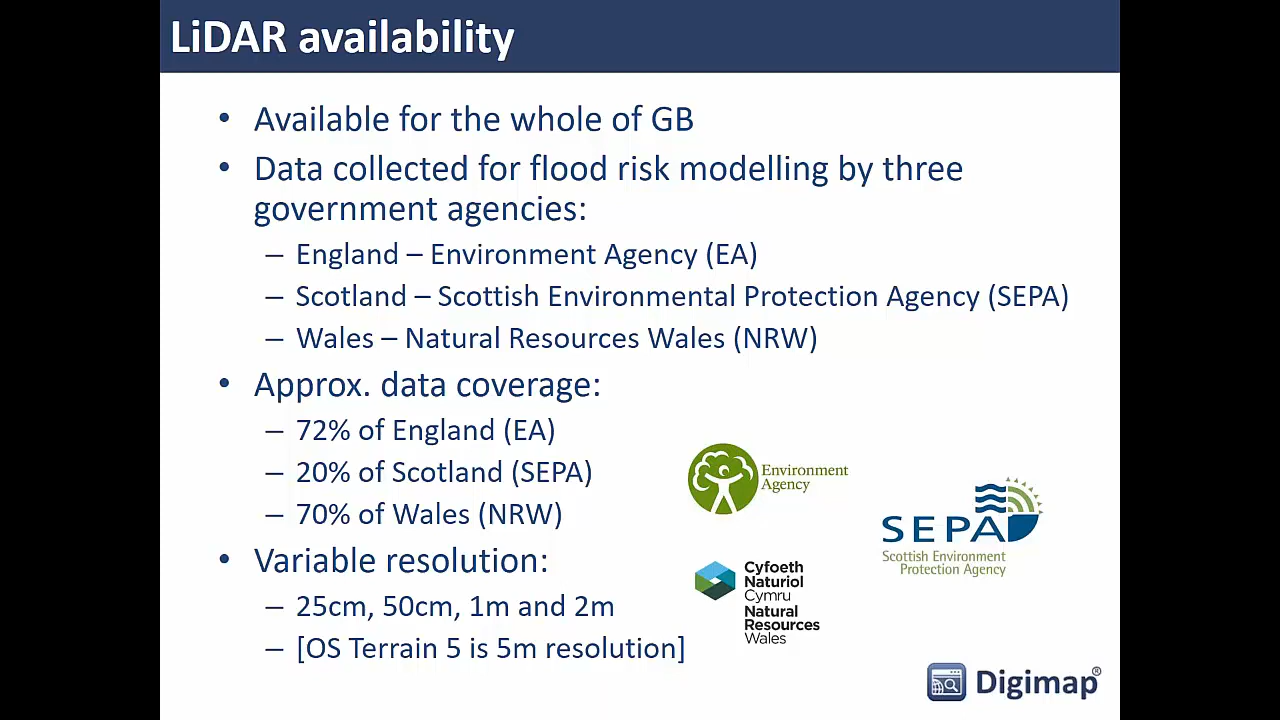 LiDAR availability
• Available for the whole of GB
• Data collected for flood risk modelling by three
government agencies:
– England – Environment Agency (EA)
– Scotland – Scottish Environmental Protection Agency (SEPA)
– Wales – Natural Resources Wales (NRW)
• Approx. data coverage:
– 72% of England (EA)
– 20% of Scotland (SEPA)
– 70% of Wales (NRW)
• Variable resolution:
– 25cm, 50cm, 1m and 2m
– [OS Terrain 5 is 5m resolution]
Environment
Agency
SEPA
Scottish Environment
Protection Agency
Cyfoeth
Naturiol
Cymru
Natural
Resources
Wales
Digimap®